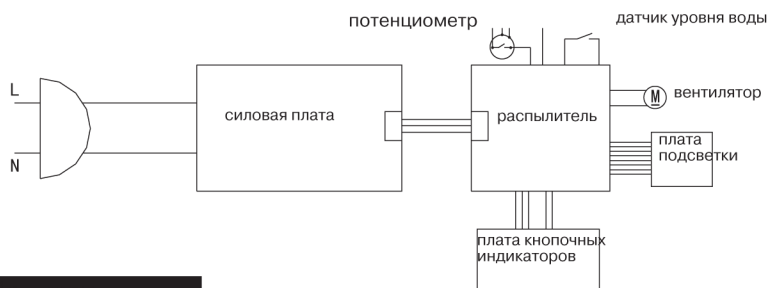 потенциометр
датчик уровня воды
L
N
силовая плата
распылитель
M
вентилятор
плата
подсветки
плата кнопочных
индикаторов